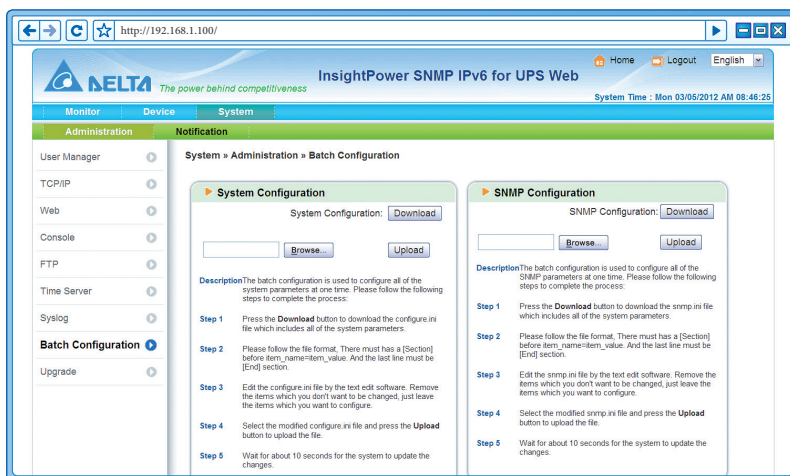 http://192.168.1.100/
Home
Logout
English
DELTA The power behind competitiveness
InsightPower SNMP IPv6 for UPS Web
System Time : Mon 03/05/2012 AM 08:46:25
Monitor Device System
Administration Notification
User Manager
TCP/IP
Web
Console
FTP
Time Server
Syslog
Batch Configuration
Upgrade
System » Administration » Batch Configuration
System Configuration
System Configuration: Download
Browse... Upload
Description The batch configuration is used to configure all of the
system parameters at one time. Please follow the following
steps to complete the process:
Step 1 Press the Download button to download the configure.ini
file which includes all of the system parameters.
Step 2 Please follow the file format, There must has a [Section]
before item_name=item_value. And the last line must be
[End] section.
Step 3 Edit the configure.ini file by the text edit software. Remove
the items which you don't want to be changed, just leave
the items which you want to configure.
Step 4 Select the modified configure.ini file and press the Upload
button to upload the file.
Step 5 Wait for about 10 seconds for the system to update the
changes.
SNMP Configuration
SNMP Configuration: Download
Browse... Upload
Description The batch configuration is used to configure all of the
SNMP parameters at one time. Please follow the following
steps to complete the process:
Step 1 Press the Download button to download the snmp.ini file
which includes all of the system parameters.
Step 2 Please follow the file format, There must has a [Section]
before item_name=item_value. And the last line must be
[End] section.
Step 3 Edit the snmp.ini file by the text edit software. Remove the
items which you don't want to be changed, just leave the
items which you want to configure.
Step 4 Select the modified snmp.ini file and press the Upload
button to upload the file.
Step 5 Wait for about 10 seconds for the system to update the
changes.